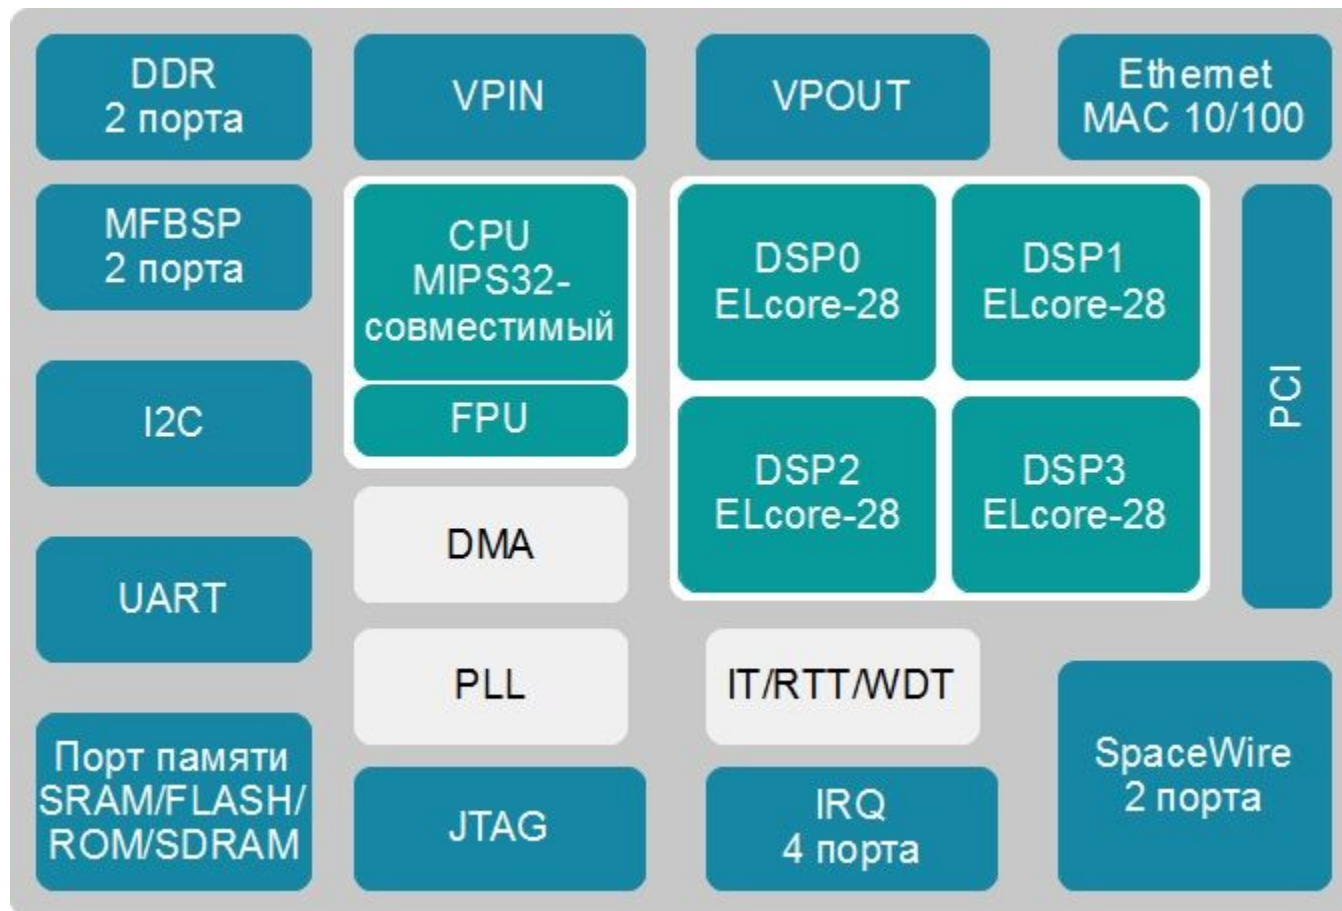 DDR
2 порта
VPIN
VPOUT
Ethernet
MAC 10/100
MFBSP
2 порта
CPU
MIPS32-
совместимый
FPU
DSP0
ELcore-28
DSP1
ELcore-28
PCI
I2C
DSP2
ELcore-28
DSP3
ELcore-28
DMA
UART
PLL
IT/RTT/WDT
Порт памяти
SRAM/FLASH/
ROM/SDRAM
JTAG
IRQ
4 порта
SpaceWire
2 порта